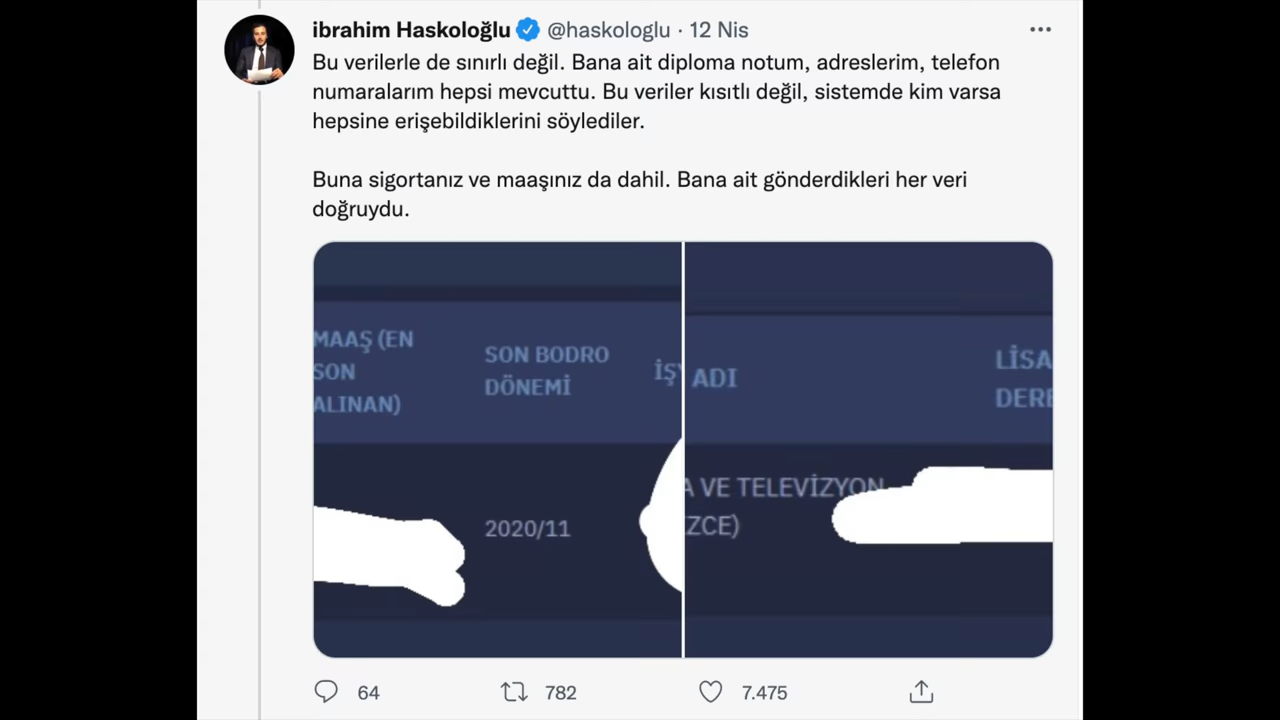 ibrahim Haskoloğlu @haskologlu · 12 Nis
Bu verilerle de sınırlı değil. Bana ait diploma notum, adreslerim, telefon
numaralarım hepsi mevcuttu. Bu veriler kısıtlı değil, sistemde kim varsa
hepsine erişebildiklerini söylediler.
Buna sigortanız ve maaşınız da dahil. Bana ait gönderdikleri her veri
doğruydu.
MAAŞ (EN
SON
ALINAN)
SON BODRO
DÖNEMİ
İŞ
2020/11
ADI
LİSA
DERE
A VE TELEVİZYON
ZCE)
64
782
7.475